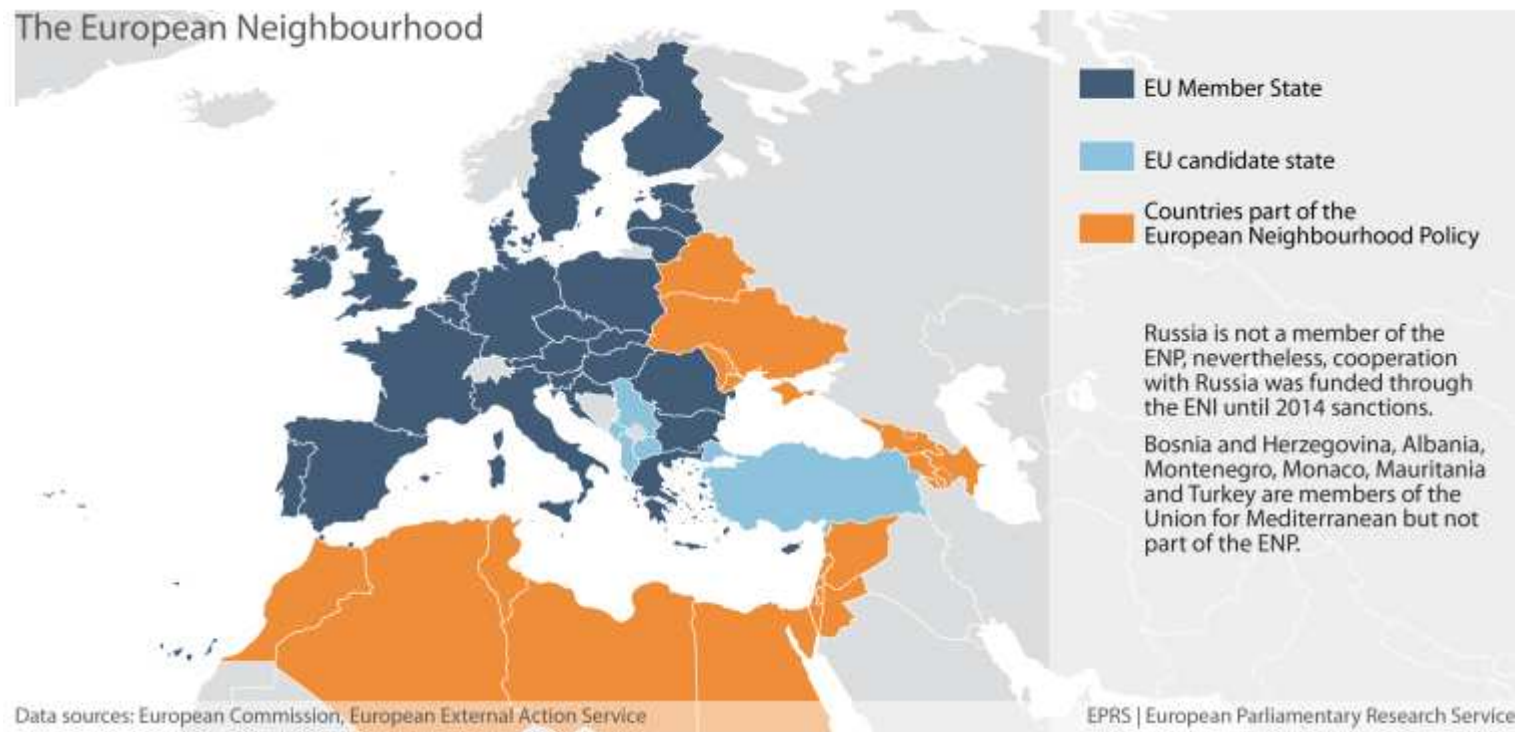 The European Neighbourhood
EU Member State
EU candidate state
Countries part of the
European Neighbourhood Policy
Russia is not a member of the
ENP, nevertheless, cooperation
with Russia was funded through
the ENI until 2014 sanctions.
Bosnia and Herzegovina, Albania,
Montenegro, Monaco, Mauritania
and Turkey are members of the
Union for Mediterranean but not
part of the ENP.
Data sources: European Commission, European External Action Service
EPRS | European Parliamentary Research Service